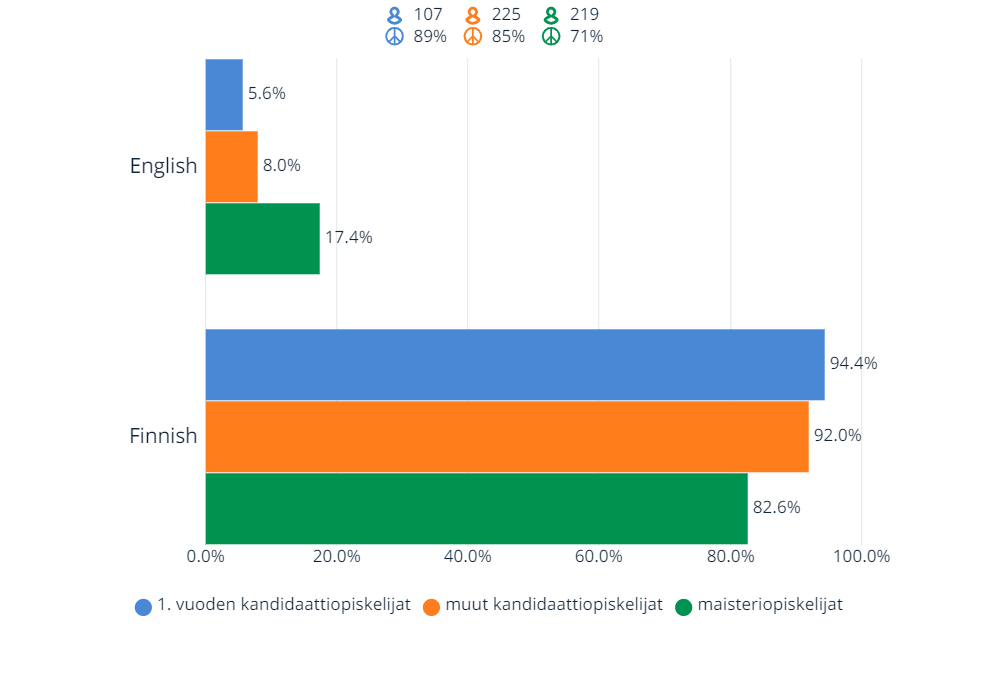 107 225 219
89% 85% 71%
5.6%
English 8.0%
17.4%
94.4%
Finnish 92.0%
82.6%
0.0% 20.0% 40.0% 60.0% 80.0% 100.0%
1. vuoden kandidaattiopiskelijat muut kandidaattiopiskelijat maisteriopiskelijat